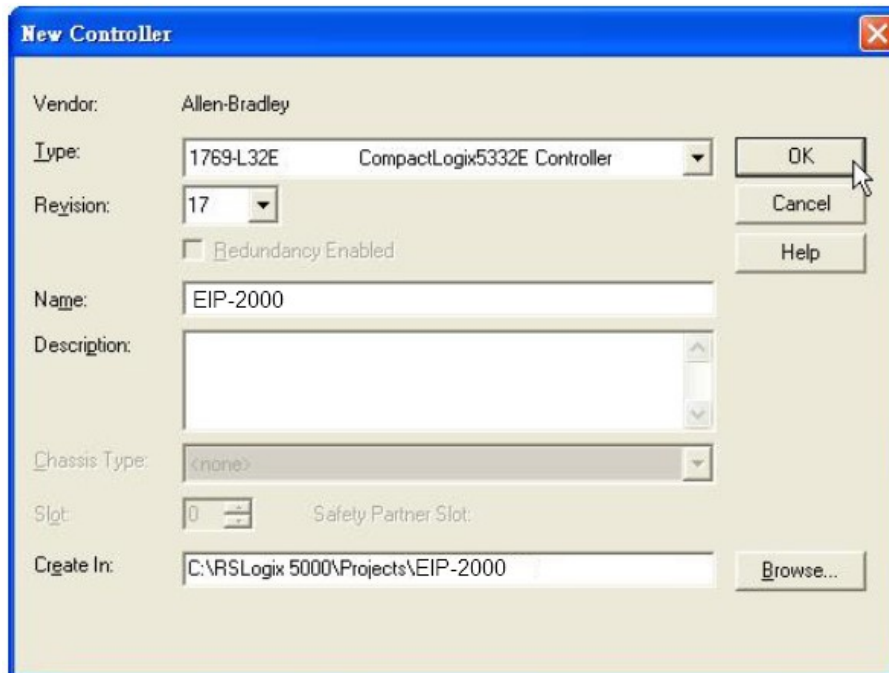 New Controller
Vendor: Allen-Bradley
Type: 1769-L32E CompactLogix5332E Controller OK
Revision: 17 Cancel
Redundancy Enabled Help
Name: EIP-2000
Description:
Chassis Type: <none>
Slot: 0 Safety Partner Slot:
Create In: C:\RSLogix 5000\Projects\EIP-2000 Browse...